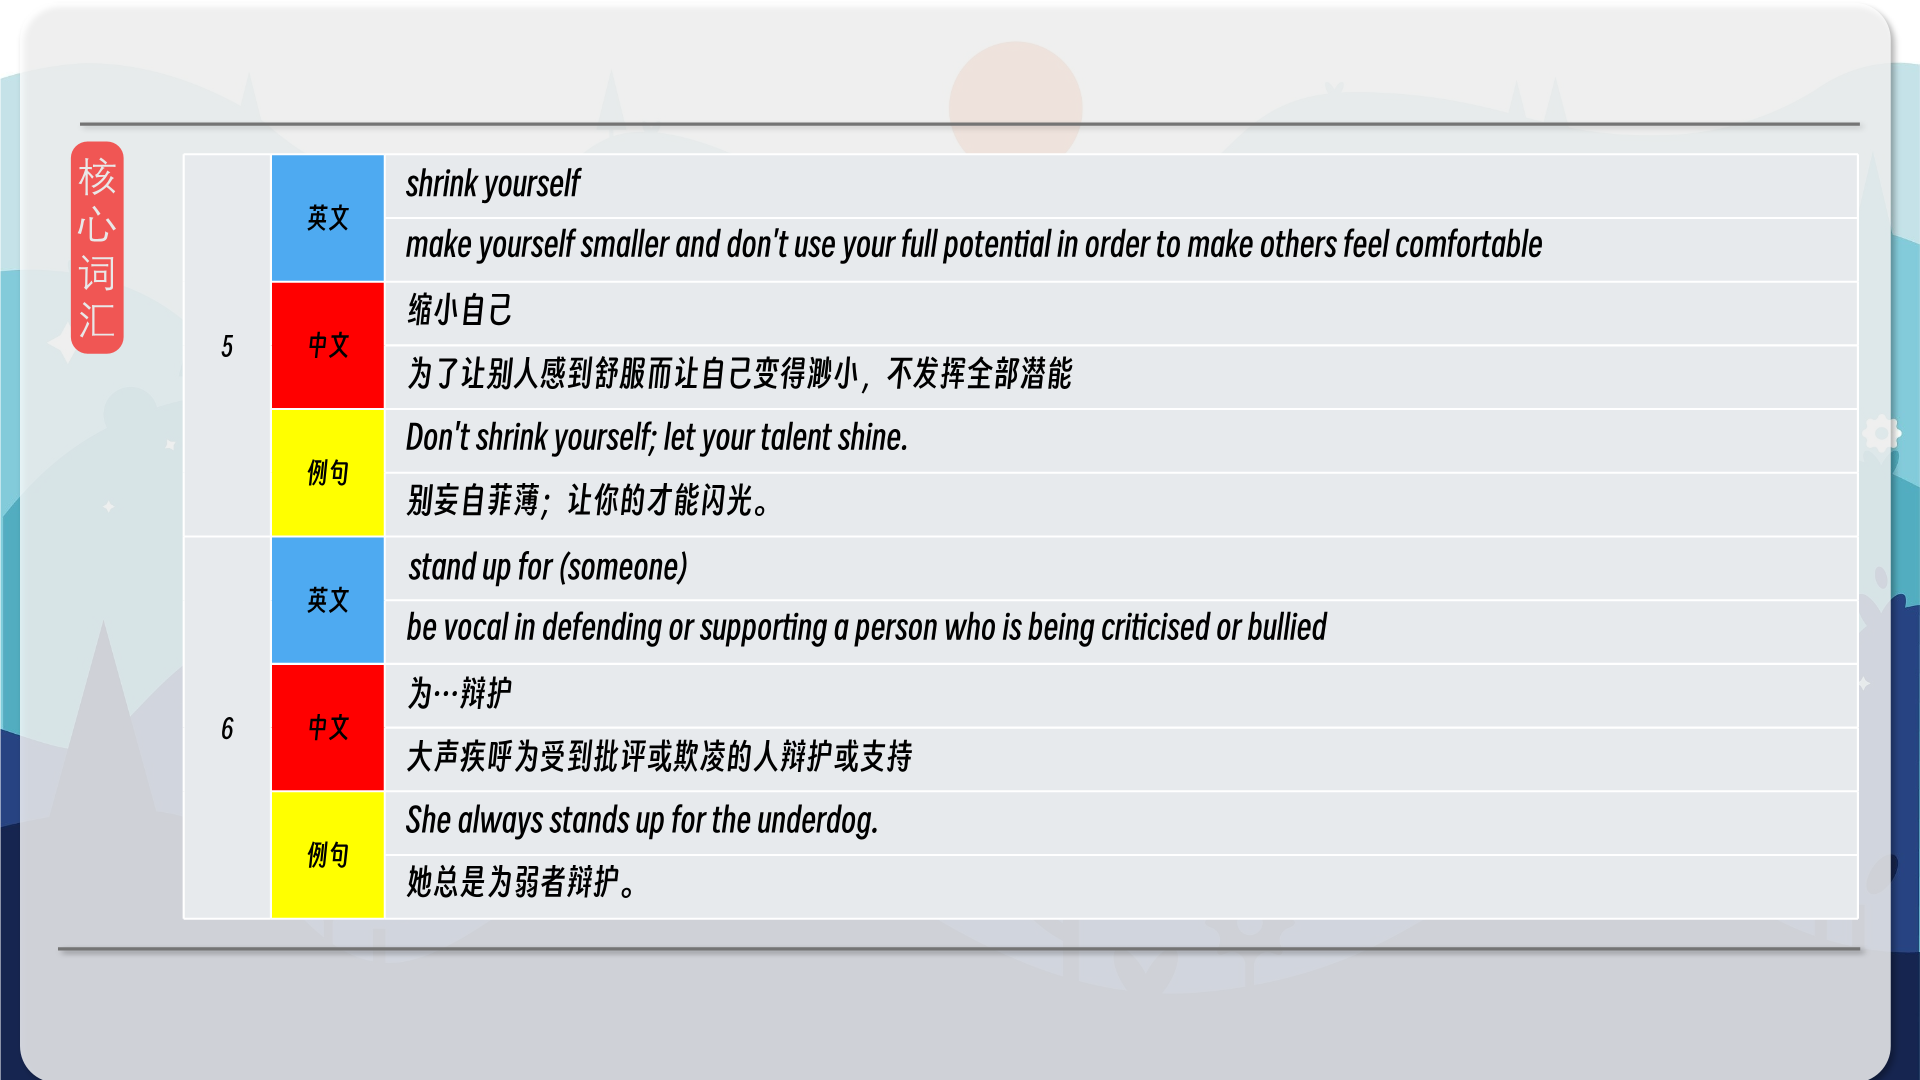 核心词汇
5
英文
shrink yourself
make yourself smaller and don't use your full potential in order to make others feel comfortable
中文
缩小自己
为了让别人感到舒服而让自己变得渺小，不发挥全部潜能
例句
Don't shrink yourself; let your talent shine.
别妄自菲薄；让你的才能闪光。
6
英文
stand up for (someone)
be vocal in defending or supporting a person who is being criticised or bullied
中文
为…辩护
大声疾呼为受到批评或欺凌的人辩护或支持
例句
She always stands up for the underdog.
她总是为弱者辩护。